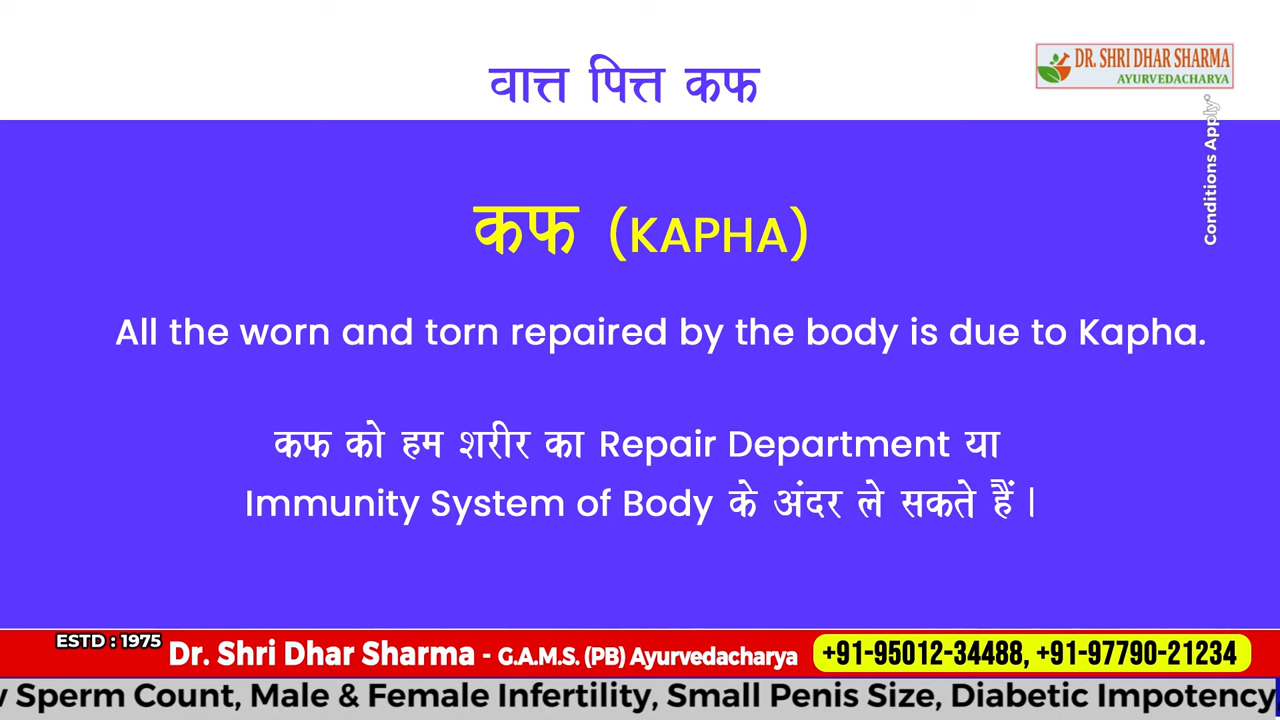 वात्त पित्त कफ
DR. SHRI DHAR SHARMA
AYURVEDACHARYA
Conditions Apply*
कफ (KAPHA)
All the worn and torn repaired by the body is due to Kapha.
कफ को हम शरीर का Repair Department या
Immunity System of Body के अंदर ले सकते हैं।
ESTD : 1975
Dr. Shri Dhar Sharma - G.A.M.S. (PB) Ayurvedacharya
+91-95012-34488, +91-97790-21234
Sperm Count, Male & Female Infertility, Small Penis Size, Diabetic Impotency